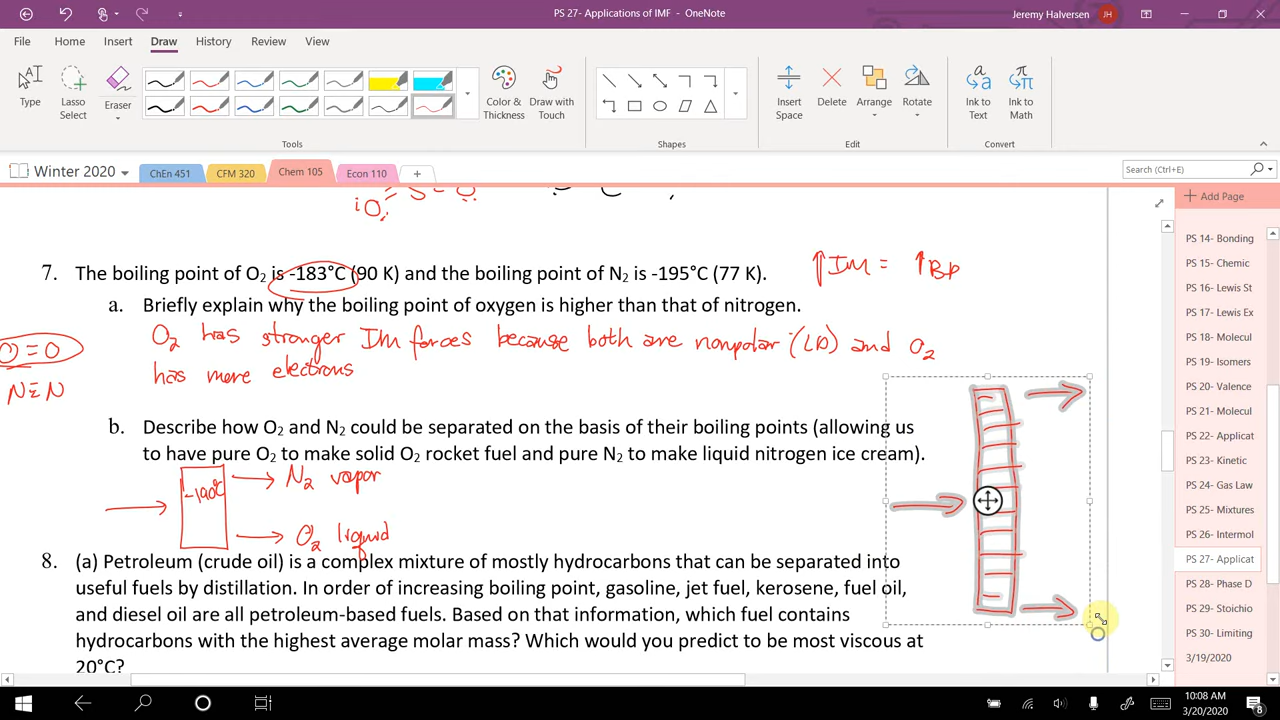 PS 27- Applications of IMF - OneNote
Jeremy Halversen JH
File Home Insert Draw History Review View
Type Lasso Select Eraser Color & Thickness Draw with Touch Insert Space Delete Arrange Rotate Ink to Text Ink to Math
Tools Shapes Edit Convert
Winter 2020 ChEn 451 CFM 320 Chem 105 Econ 110 Search (Ctrl+E)
Add Page
PS 14- Bonding
PS 15- Chemic
PS 16- Lewis St
PS 17- Lewis Ex
PS 18- Molecul
PS 19- Isomers
PS 20- Valence
PS 21- Molecul
PS 22- Applicat
PS 23- Kinetic
PS 24- Gas Law
PS 25- Mixtures
PS 26- Intermol
PS 27- Applicat
PS 28- Phase D
PS 29- Stoichio
PS 30- Limiting
3/19/2020
7. The boiling point of O₂ is -183°C (90 K) and the boiling point of N₂ is -195°C (77 K). ↑IM = ↑BP
a. Briefly explain why the boiling point of oxygen is higher than that of nitrogen.
O=O O₂ has stronger IM forces because both are nonpolar (LD) and O₂
N≡N has more electrons
b. Describe how O₂ and N₂ could be separated on the basis of their boiling points (allowing us
to have pure O₂ to make solid O₂ rocket fuel and pure N₂ to make liquid nitrogen ice cream).
-190°C → N₂ vapor
→ O₂ liquid
8. (a) Petroleum (crude oil) is a complex mixture of mostly hydrocarbons that can be separated into
useful fuels by distillation. In order of increasing boiling point, gasoline, jet fuel, kerosene, fuel oil,
and diesel oil are all petroleum-based fuels. Based on that information, which fuel contains
hydrocarbons with the highest average molar mass? Which would you predict to be most viscous at
20°C?
10:08 AM
3/20/2020
8